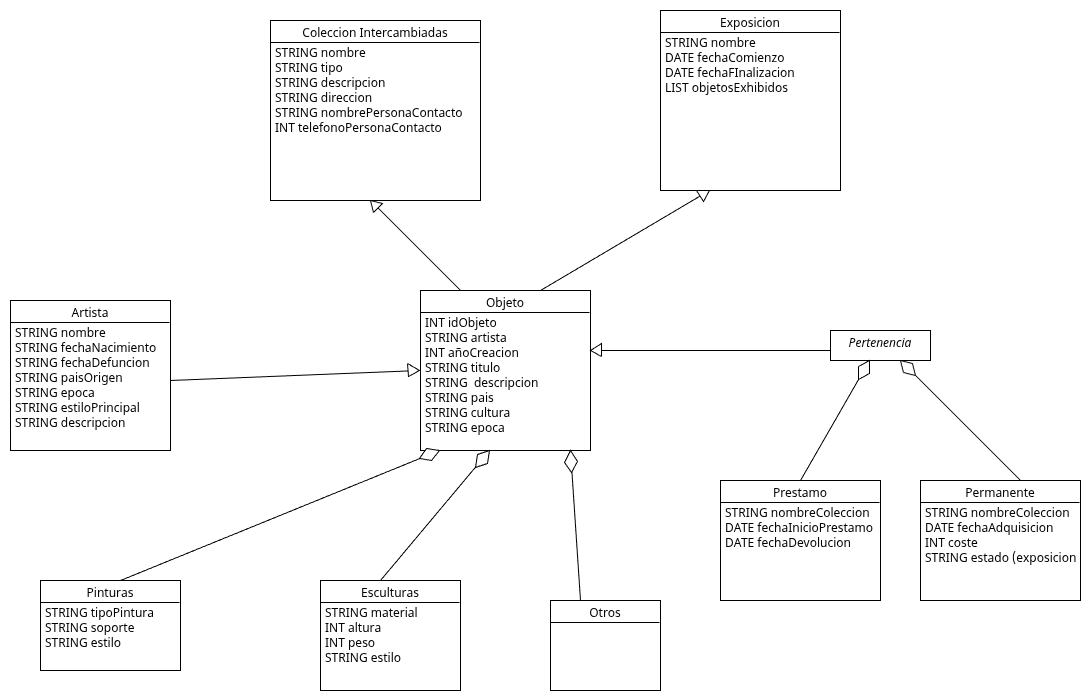 Coleccion Intercambiadas
STRING nombre
STRING tipo
STRING descripcion
STRING direccion
STRING nombrePersonaContacto
INT telefonoPersonaContacto
Exposicion
STRING nombre
DATE fechaComienzo
DATE fechaFInalizacion
LIST objetosExhibidos
Artista
STRING nombre
STRING fechaNacimiento
STRING fechaDefuncion
STRING paisOrigen
STRING epoca
STRING estiloPrincipal
STRING descripcion
Objeto
INT idObjeto
STRING artista
INT añoCreacion
STRING titulo
STRING  descripcion
STRING pais
STRING cultura
STRING epoca
Pertenencia
Prestamo
STRING nombreColeccion
DATE fechaInicioPrestamo
DATE fechaDevolucion
Permanente
STRING nombreColeccion
DATE fechaAdquisicion
INT coste
STRING estado (exposicion
Pinturas
STRING tipoPintura
STRING soporte
STRING estilo
Esculturas
STRING material
INT altura
INT peso
STRING estilo
Otros